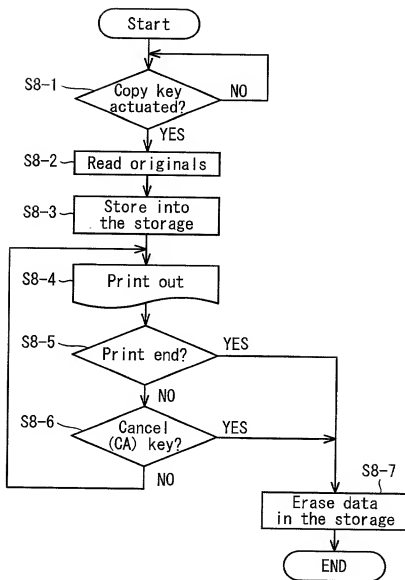 Start
S8-1
Copy key
actuated?
NO
YES
S8-2
Read originals
S8-3
Store into
the storage
S8-4
Print out
S8-5
Print end?
YES
NO
S8-6
Cancel
(CA) key?
YES
NO
S8-7
Erase data
in the storage
END